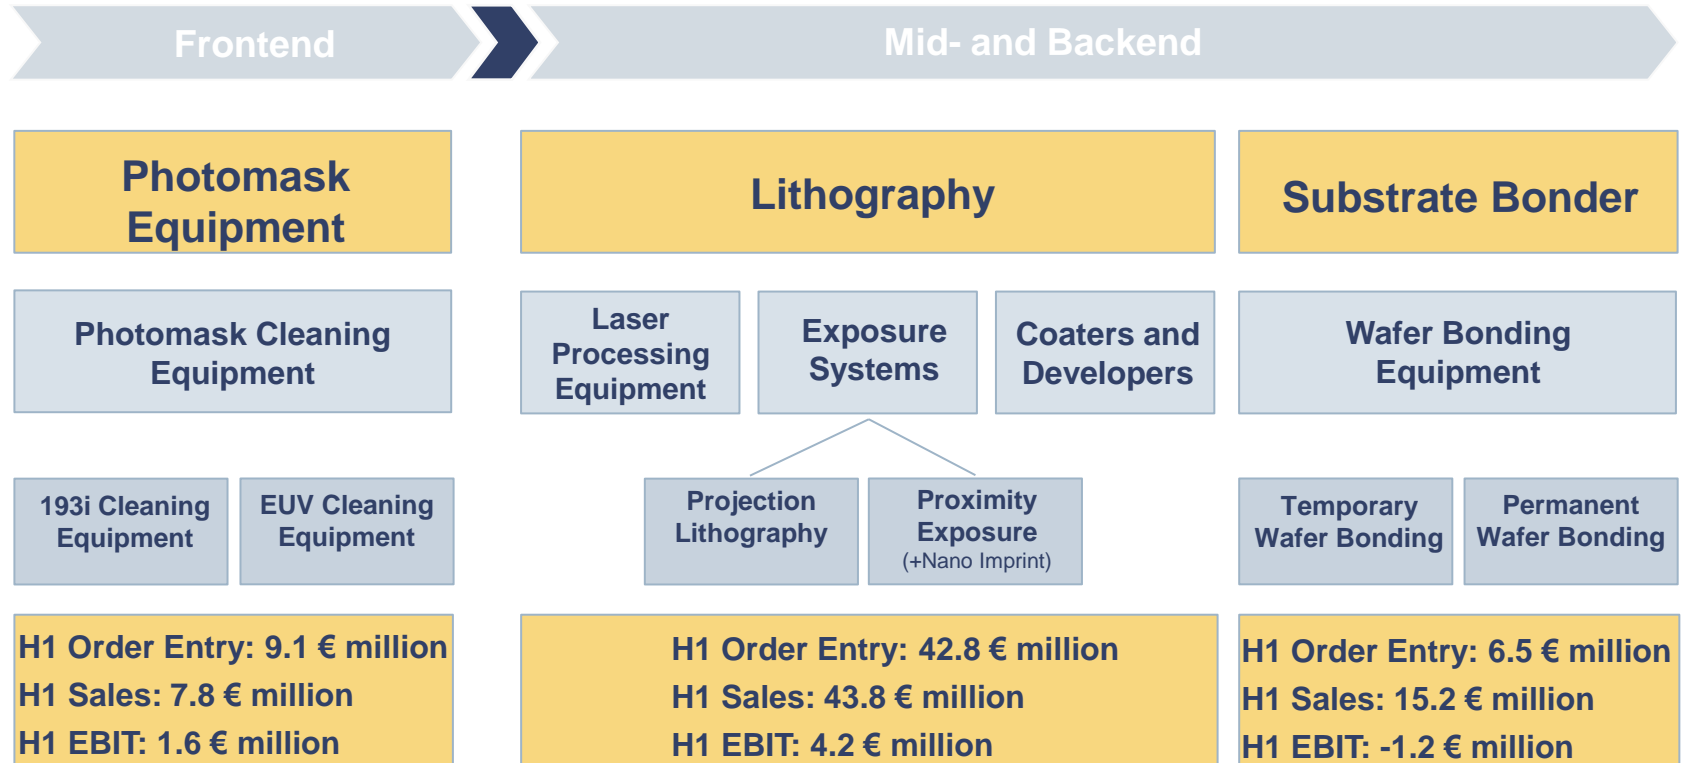 Frontend
Mid- and Backend
Photomask
Equipment
Lithography
Substrate Bonder
Photomask Cleaning
Equipment
Laser
Processing
Equipment
Exposure
Systems
Coaters and
Developers
Wafer Bonding
Equipment
193i Cleaning
Equipment
EUV Cleaning
Equipment
Projection
Lithography
Proximity
Exposure
(+Nano Imprint)
Temporary
Wafer Bonding
Permanent
Wafer Bonding
H1 Order Entry: 9.1 € million
H1 Sales: 7.8 € million
H1 EBIT: 1.6 € million
H1 Order Entry: 42.8 € million
H1 Sales: 43.8 € million
H1 EBIT: 4.2 € million
H1 Order Entry: 6.5 € million
H1 Sales: 15.2 € million
H1 EBIT: -1.2 € million